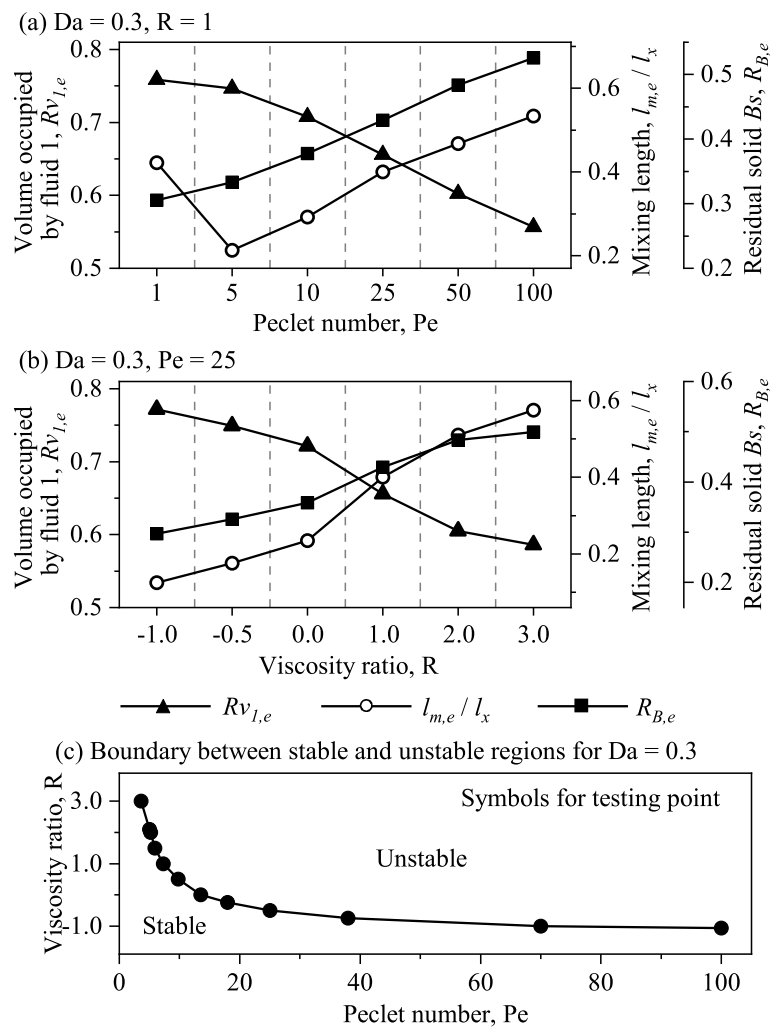 (a) Da = 0.3, R = 1
Volume occupied
by fluid 1, Rv1,e
0.8
0.7
0.6
0.5
0.6
0.4
0.2
Mixing length, lm,e / lx
0.5
0.4
0.3
0.2
Residual solid Bs, RB,e
1 5 10 25 50 100
Peclet number, Pe
(b) Da = 0.3, Pe = 25
Volume occupied
by fluid 1, Rv1,e
0.8
0.7
0.6
0.5
0.6
0.4
0.2
Mixing length, lm,e / lx
0.6
0.4
0.3
0.2
Residual solid Bs, RB,e
-1.0 -0.5 0.0 1.0 2.0 3.0
Viscosity ratio, R
Rv1,e lm,e / lx RB,e
(c) Boundary between stable and unstable regions for Da = 0.3
Viscosity ratio, R
3.0
1.0
-1.0
Symbols for testing point
Unstable
Stable
0 20 40 60 80 100
Peclet number, Pe